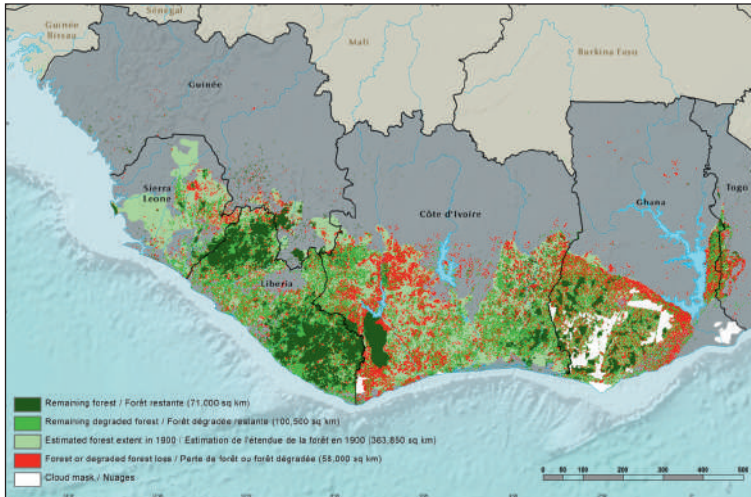 Guinée
Bissau
Sénégal
Mali
Burkina Faso
Guinée
Sierra
Leone
Côte d'Ivoire
Ghana
Togo
Liberia
Remaining forest / Forêt restante (71,000 sq km)
Remaining degraded forest / Forêt dégradée restante (100,500 sq km)
Estimated forest extent in 1900 / Estimation de l'étendue de la forêt en 1900 (363,850 sq km)
Forest or degraded forest loss / Perte de forêt ou forêt dégradée (58,000 sq km)
Cloud mask / Nuages
0 50 100 200 300 400 500